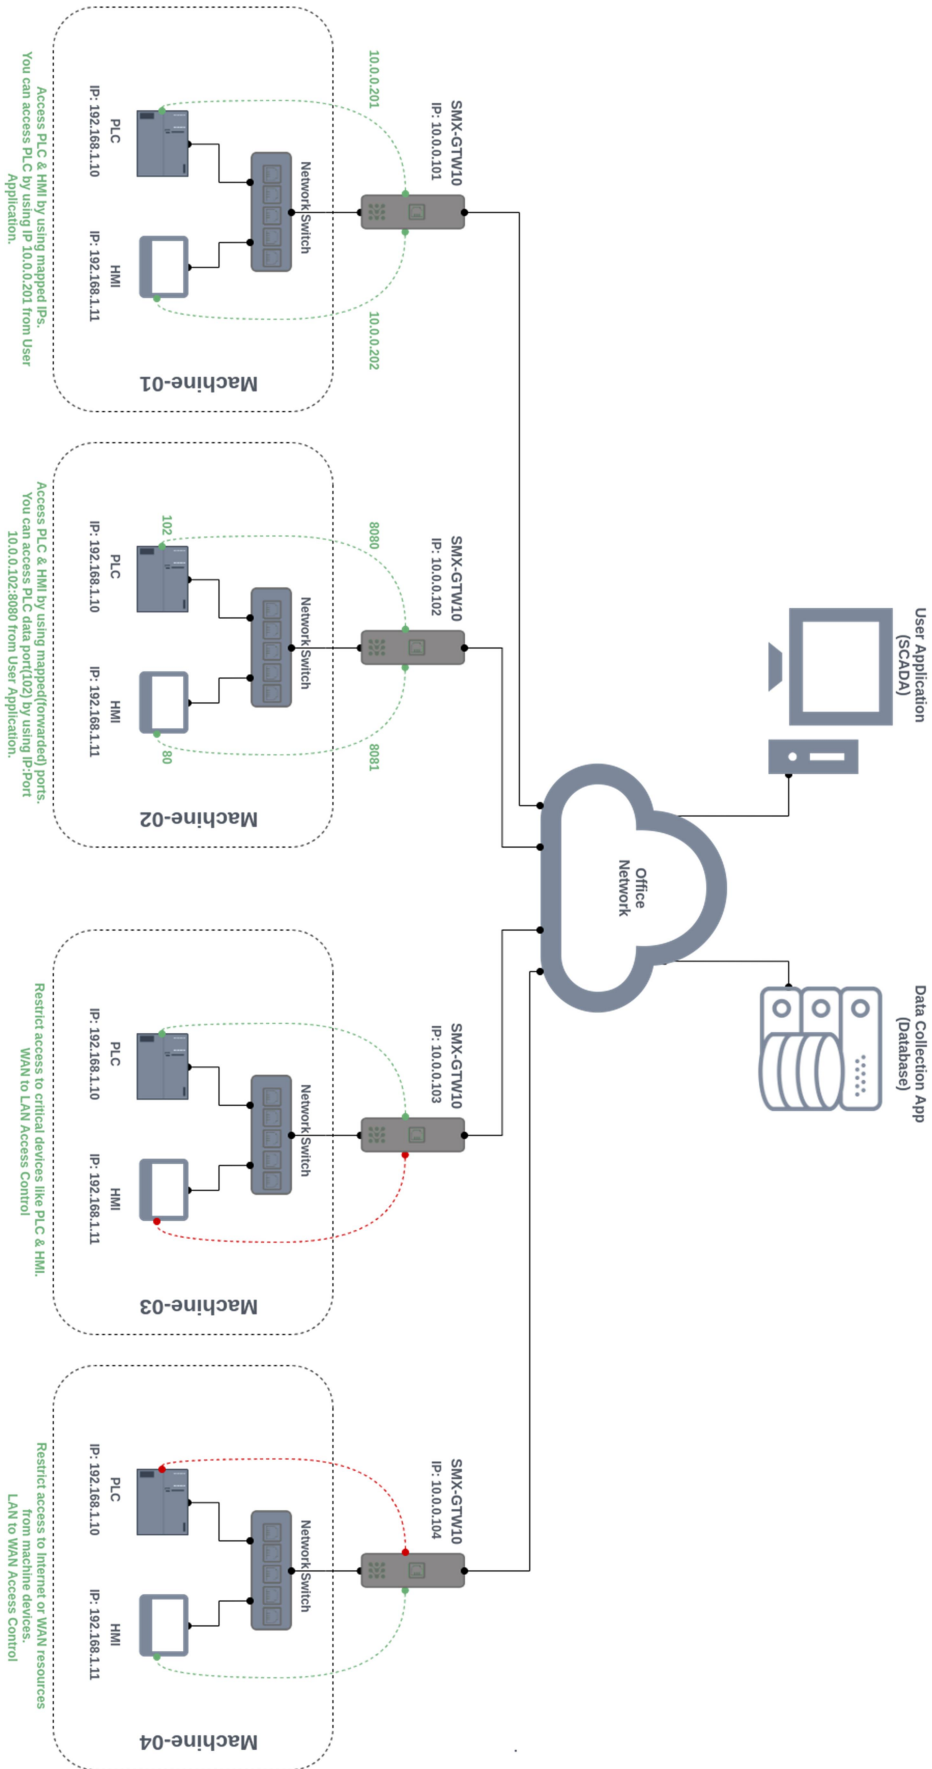 User Application
(SCADA)
Data Collection App
(Database)
Office
Network
SMX-GTW10
IP: 10.0.0.101
10.0.0.201
10.0.0.202
Network Switch
PLC
IP: 192.168.1.10
HMI
IP: 192.168.1.11
Machine-01
Access PLC & HMI by using mapped IPs.
You can access PLC by using IP 10.0.0.201 from User
Application.
SMX-GTW10
IP: 10.0.0.102
8080
8081
Network Switch
102
80
PLC
IP: 192.168.1.10
HMI
IP: 192.168.1.11
Machine-02
Access PLC & HMI by using mapped(forwarded) ports.
You can access PLC data port(102) by using IP:Port
10.0.0.102:8080 from User Application.
SMX-GTW10
IP: 10.0.0.103
Network Switch
PLC
IP: 192.168.1.10
HMI
IP: 192.168.1.11
Machine-03
Restrict access to critical devices like PLC & HMI.
WAN to LAN Access Control
SMX-GTW10
IP: 10.0.0.104
Network Switch
PLC
IP: 192.168.1.10
HMI
IP: 192.168.1.11
Machine-04
Restrict access to Internet or WAN resources
from machine devices.
LAN to WAN Access Control